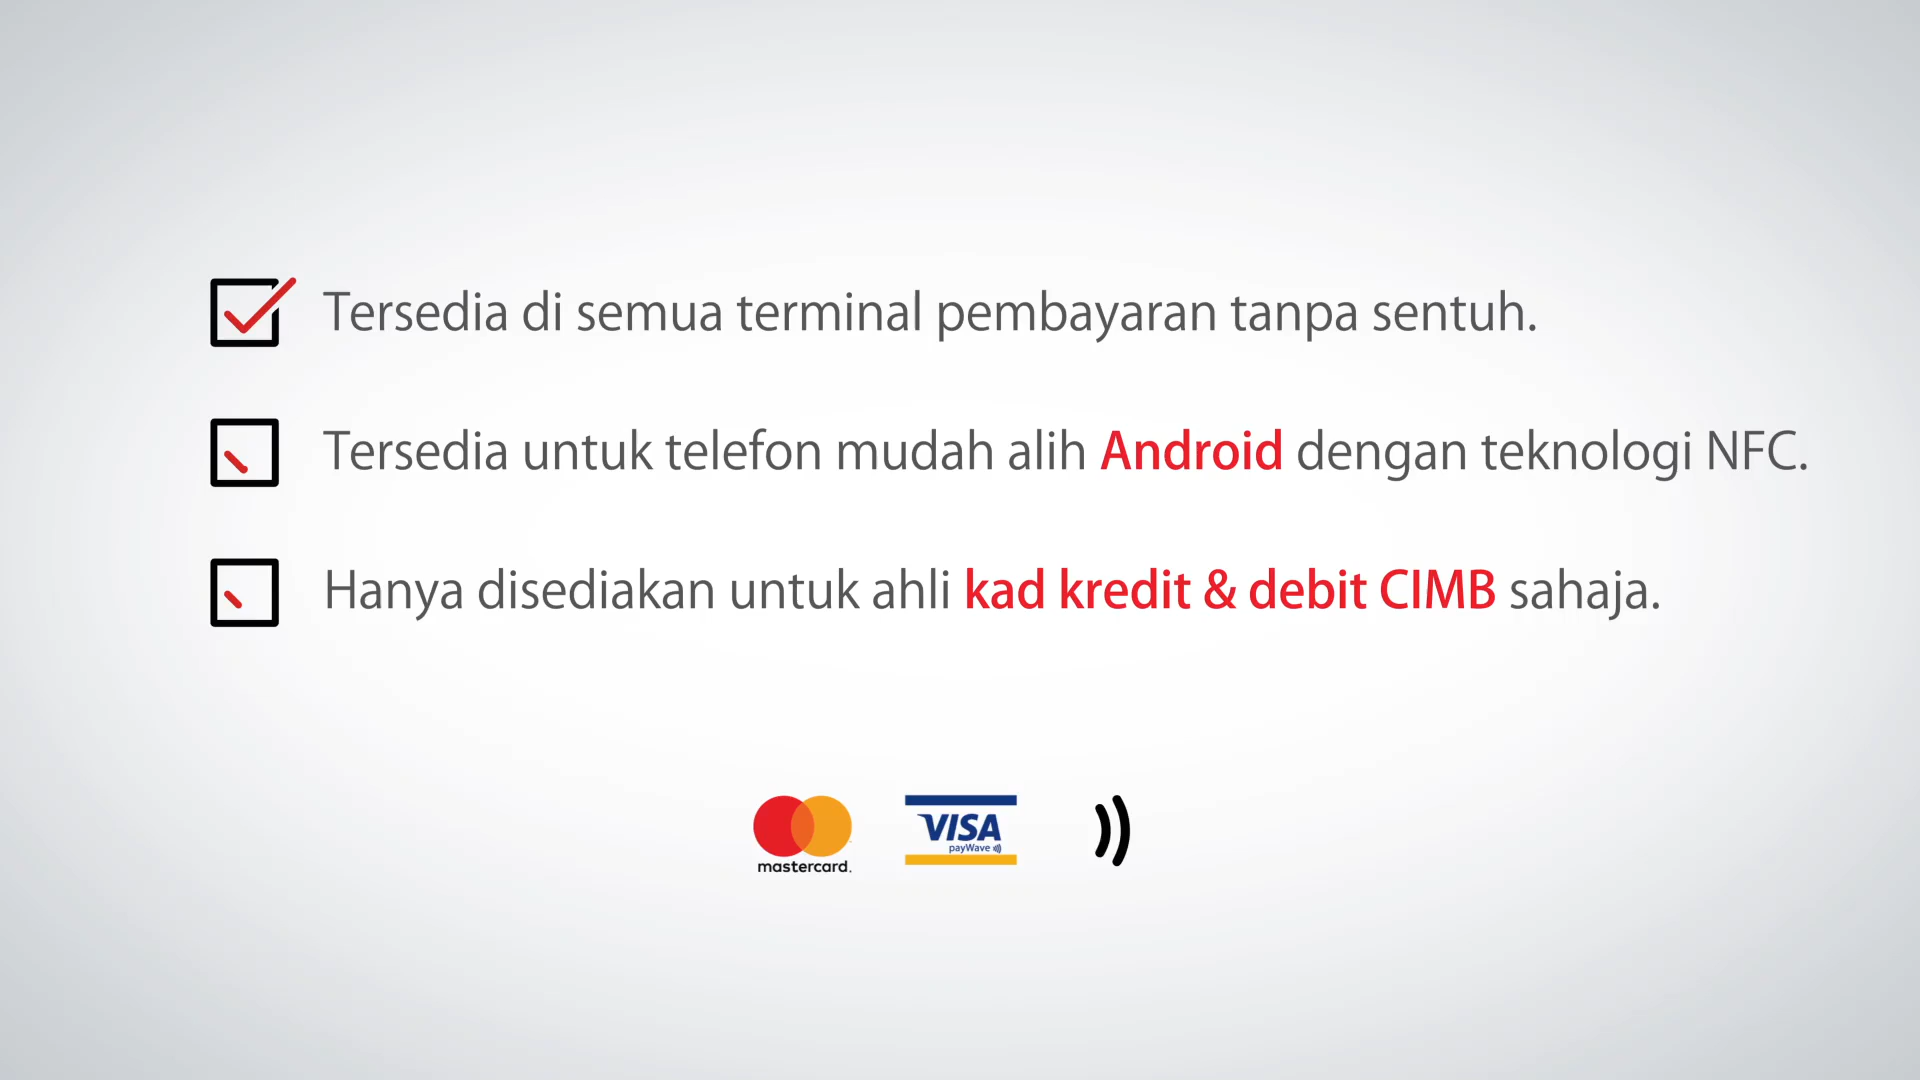 Tersedia di semua terminal pembayaran tanpa sentuh.
Tersedia untuk telefon mudah alih Android dengan teknologi NFC.
Hanya disediakan untuk ahli kad kredit & debit CIMB sahaja.
mastercard.
VISA
payWave